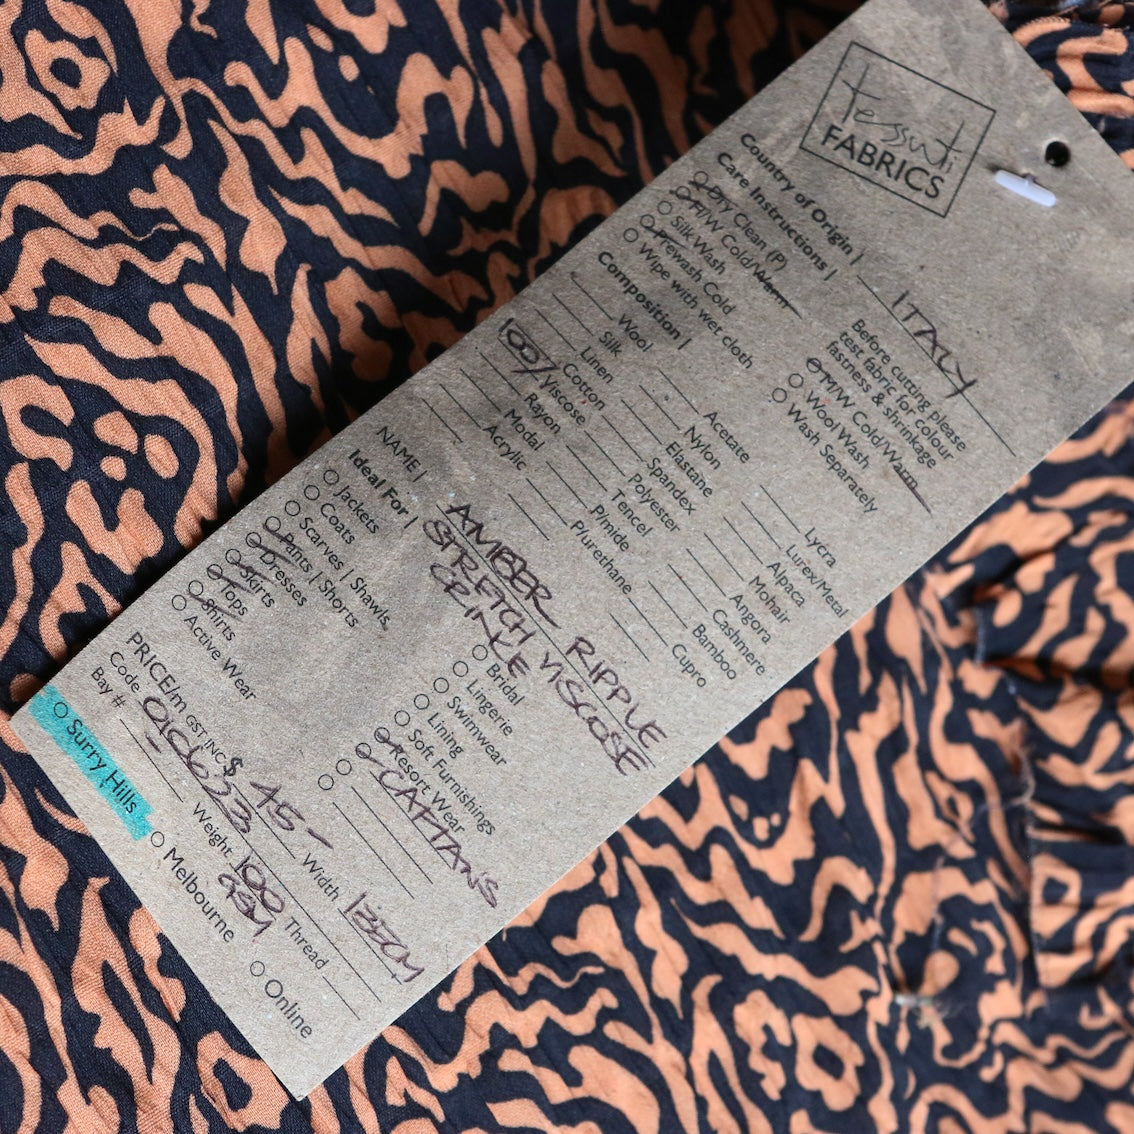 Tessuti
FABRICS
Country of Origin | ITALY
Care Instructions |
Dry Clean (P)
H/W Cold/Warm
Silk Wash
Prewash Cold
Wipe with wet cloth
Before cutting please
test fabric for colour
fastness & shrinkage
M/W Cold/Warm
Wool Wash
Wash Separately
Composition |
Wool
Silk
Linen
Cotton
100/ Viscose
Rayon
Modal
Acrylic
Acetate
Nylon
Elastane
Spandex
Polyester
Tencel
P/mide
P/urethane
Lycra
Lurex/Metal
Alpaca
Mohair
Angora
Cashmere
Bamboo
Cupro
NAME | AMBER RIPPLE
STRETCH VISCOSE
CRINKLE
Ideal For |
Jackets
Coats
Scarves | Shawls
Pants | Shorts
Dresses
Skirts
Tops
Shirts
Active Wear
Bridal
Lingerie
Swimwear
Lining
Soft Furnishings
Resort Wear
CAFTANS
PRICE/m GST INC $ 45-
Width 135CM
Code
Weight 100
GSM
Thread
Bay #
Surry Hills
Melbourne
Online